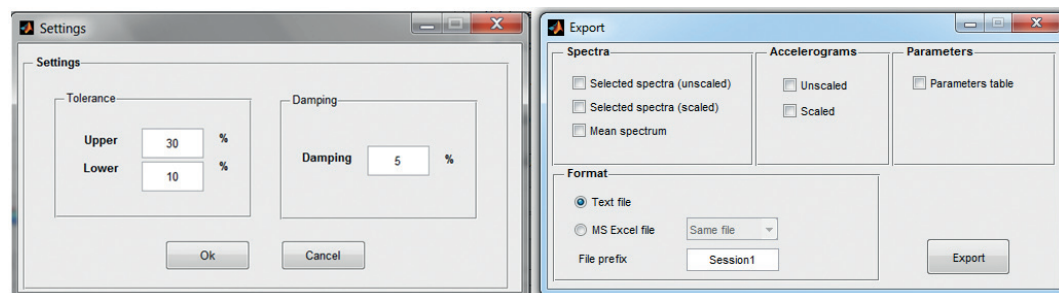 Settings
Settings
Tolerance
Upper 30 %
Lower 10 %
Damping
Damping 5 %
Ok Cancel
Export
Spectra
Selected spectra (unscaled)
Selected spectra (scaled)
Mean spectrum
Accelerograms
Unscaled
Scaled
Parameters
Parameters table
Format
Text file
MS Excel file Same file
File prefix Session1
Export